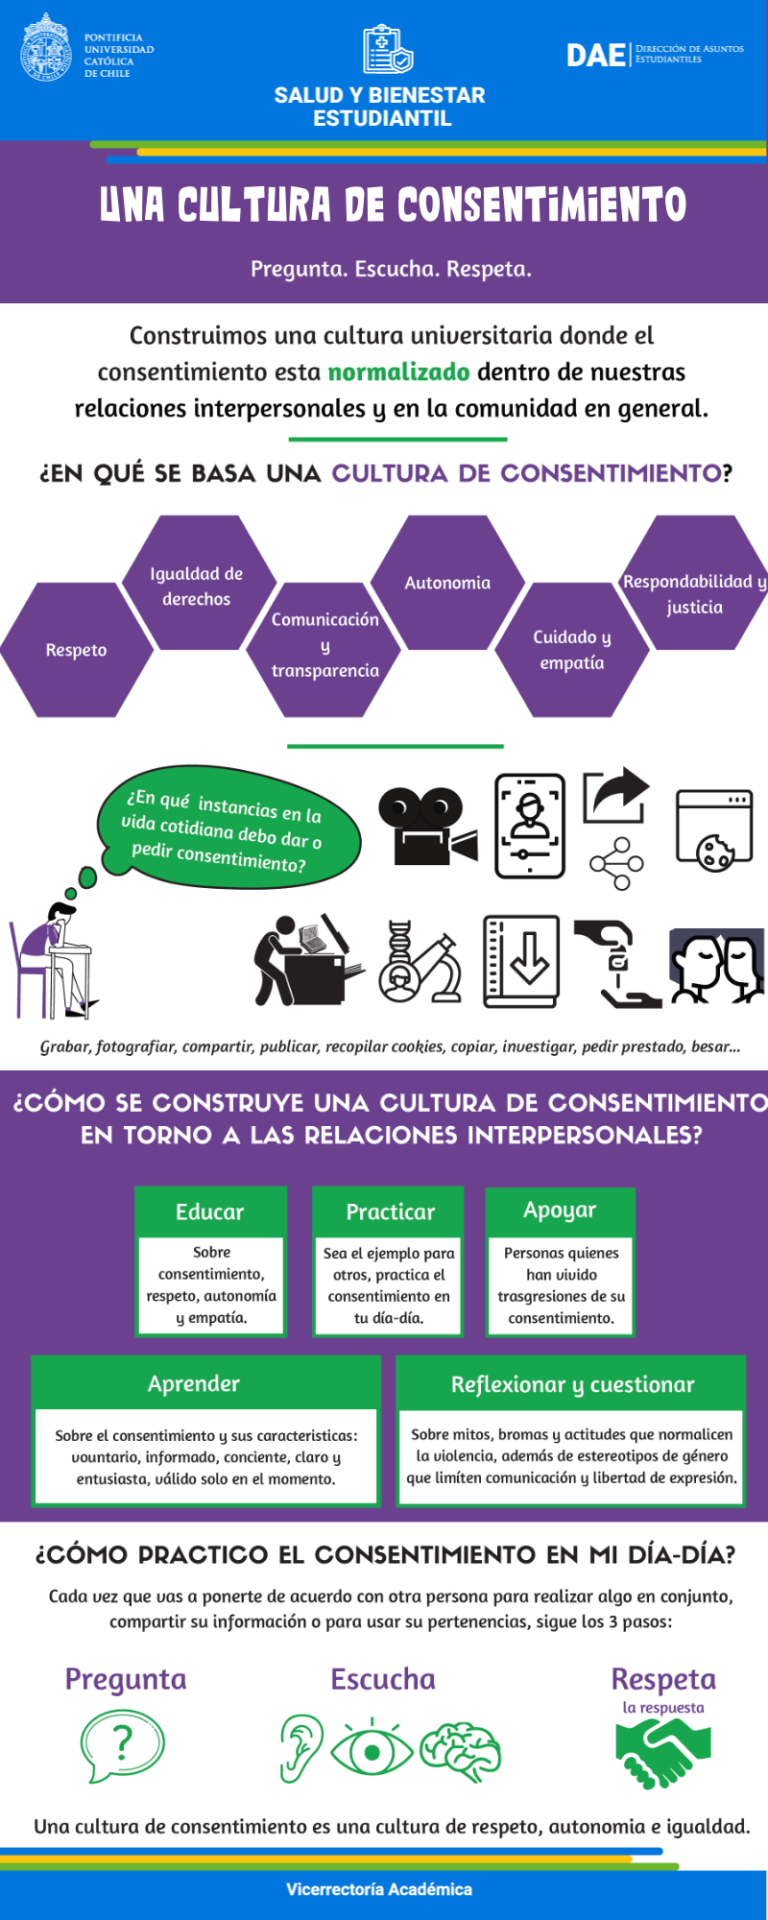 PONTIFICIA
UNIVERSIDAD
CATÓLICA
DE CHILE
SALUD Y BIENESTAR
ESTUDIANTIL
DAE
DIRECCIÓN DE ASUNTOS
ESTUDIANTILES
UNA CULTURA DE CONSENTIMIENTO
Pregunta. Escucha. Respeta.
Construimos una cultura universitaria donde el
consentimiento esta normalizado dentro de nuestras
relaciones interpersonales y en la comunidad en general.
¿EN QUÉ SE BASA UNA CULTURA DE CONSENTIMIENTO?
Respeto
Igualdad de
derechos
Comunicación
y
transparencia
Autonomia
Cuidado y
empatía
Respondabilidad y
justicia
¿En qué instancias en la
vida cotidiana debo dar o
pedir consentimiento?
Grabar, fotografiar, compartir, publicar, recopilar cookies, copiar, investigar, pedir prestado, besar...
¿CÓMO SE CONSTRUYE UNA CULTURA DE CONSENTIMIENTO
EN TORNO A LAS RELACIONES INTERPERSONALES?
Educar
Sobre
consentimiento,
respeto, autonomía
y empatía.
Practicar
Sea el ejemplo para
otros, practica el
consentimiento en
tu día-día.
Apoyar
Personas quienes
han vivido
trasgresiones de su
consentimiento.
Aprender
Sobre el consentimiento y sus caracteristicas:
vountario, informado, conciente, claro y
entusiasta, válido solo en el momento.
Reflexionar y cuestionar
Sobre mitos, bromas y actitudes que normalicen
la violencia, además de estereotipos de género
que limíten comunicación y libertad de expresión.
¿CÓMO PRACTICO EL CONSENTIMIENTO EN MI DÍA-DÍA?
Cada vez que vas a ponerte de acuerdo con otra persona para realizar algo en conjunto,
compartir su información o para usar su pertenencias, sigue los 3 pasos:
Pregunta
?
Escucha
Respeta
la respuesta
Una cultura de consentimiento es una cultura de respeto, autonomia e igualdad.
Vicerrectoría Académica